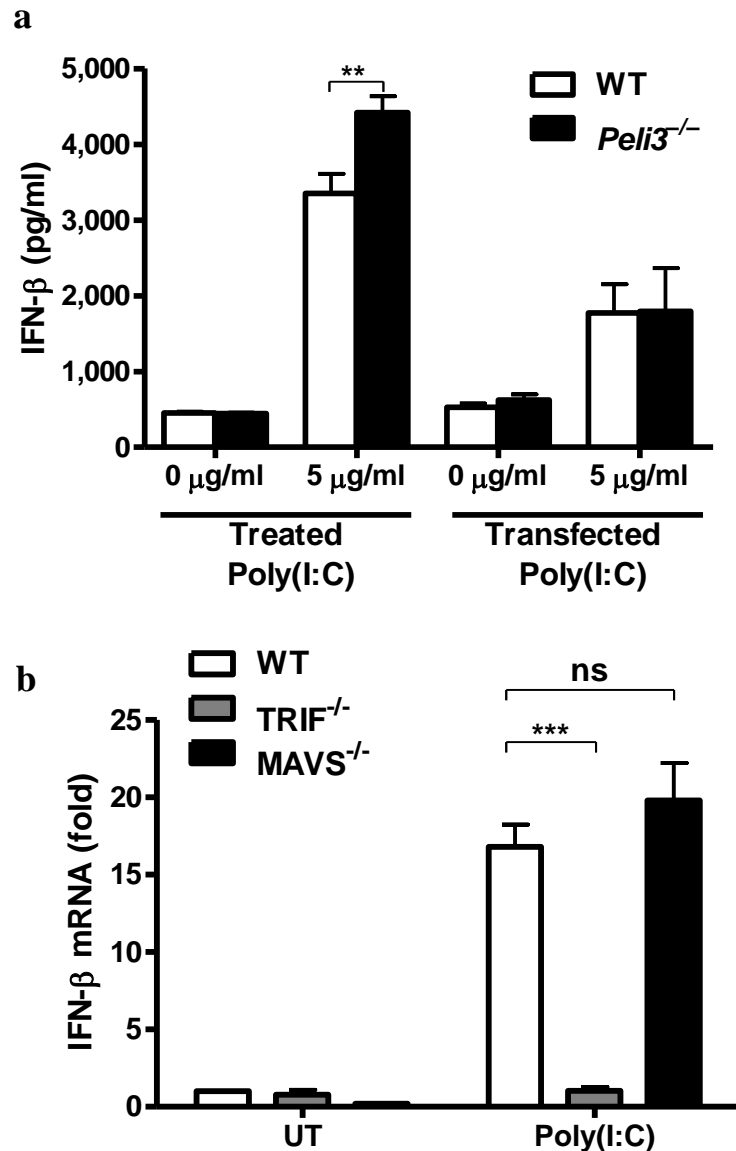 a
5,000
4,000
3,000
2,000
1,000
0
IFN-β (pg/ml)
**
WT
Peli3–/–
0 μg/ml
5 μg/ml
0 μg/ml
5 μg/ml
Treated
Poly(I:C)
Transfected
Poly(I:C)
b
WT
TRIF-/-
MAVS-/-
25
20
15
10
5
0
IFN-β mRNA (fold)
ns
***
UT
Poly(I:C)